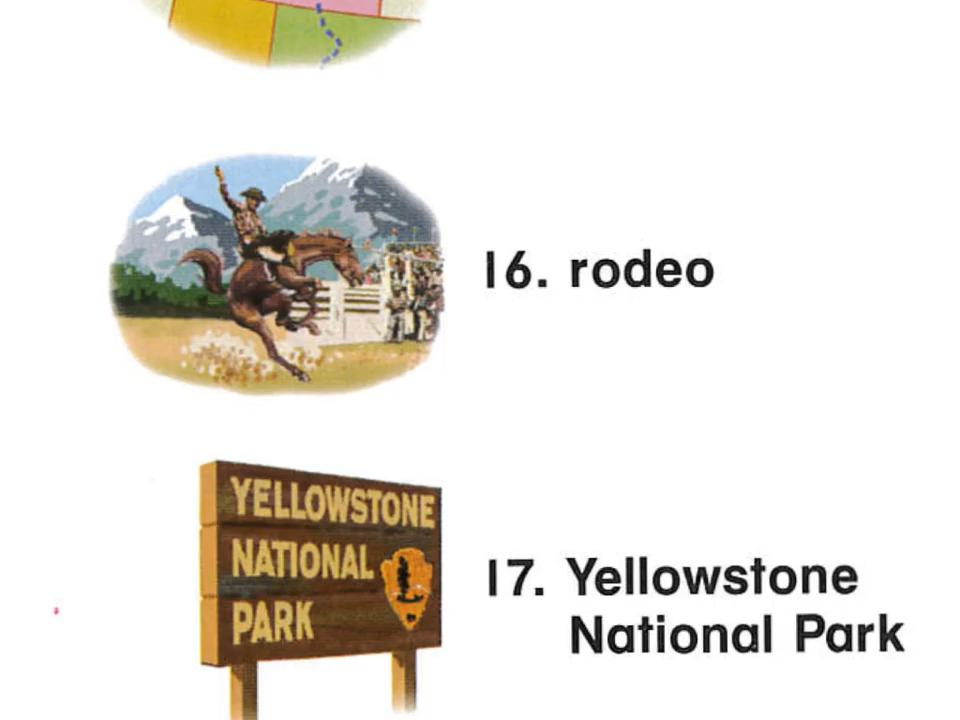 16. rodeo
YELLOWSTONE
NATIONAL
PARK
17. Yellowstone
National Park